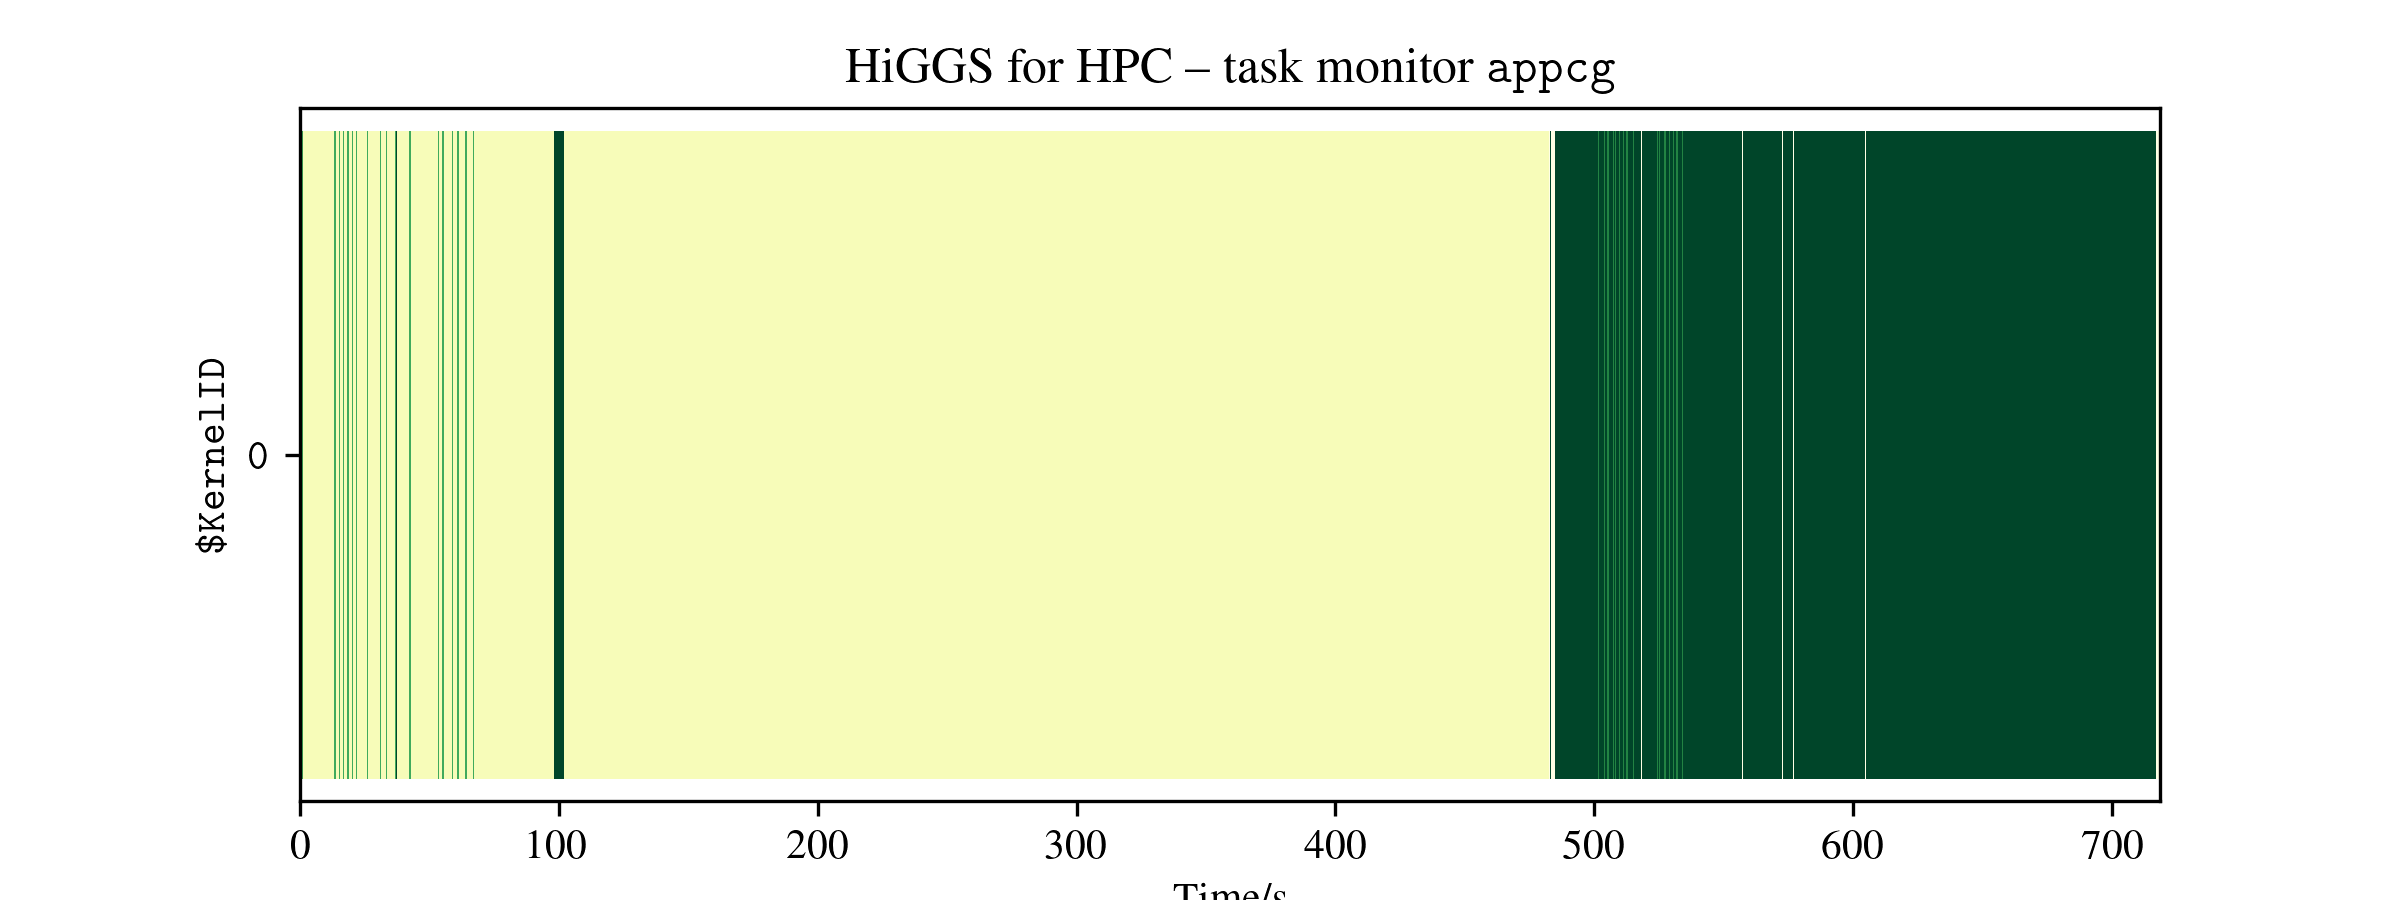 HiGGS for HPC – task monitor appcg
$KernelID
0
0 100 200 300 400 500 600 700
Time/s